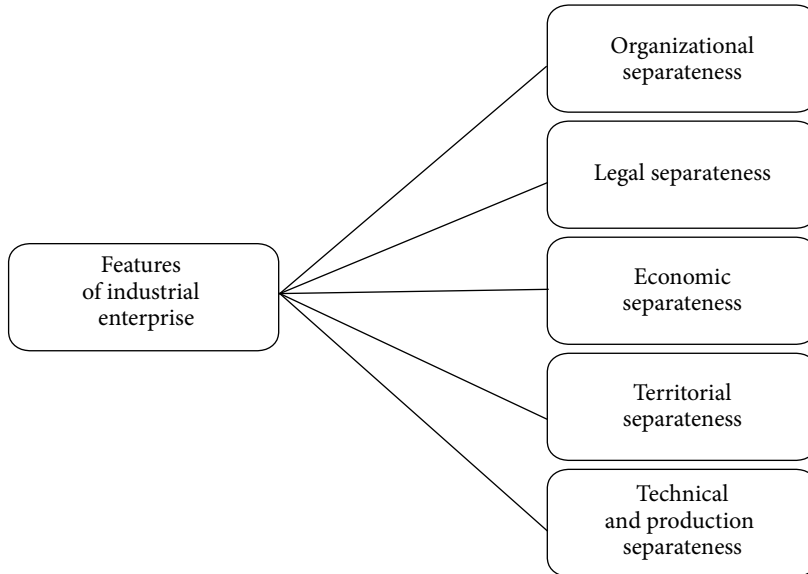 Features
of industrial
enterprise
Organizational
separateness
Legal separateness
Economic
separateness
Territorial
separateness
Technical
and production
separateness